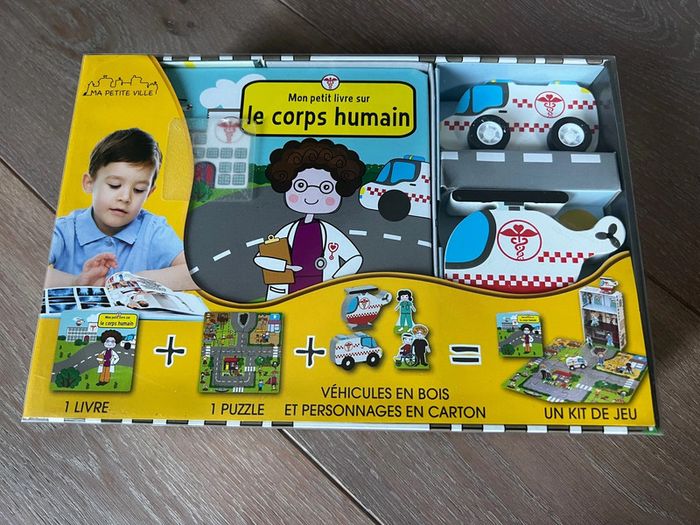 MA PETITE VILLE
Mon petit livre sur
le corps humain
Mon petit livre sur
le corps humain
1 LIVRE
+
1 PUZZLE
+
VÉHICULES EN BOIS
ET PERSONNAGES EN CARTON
=
UN KIT DE JEU